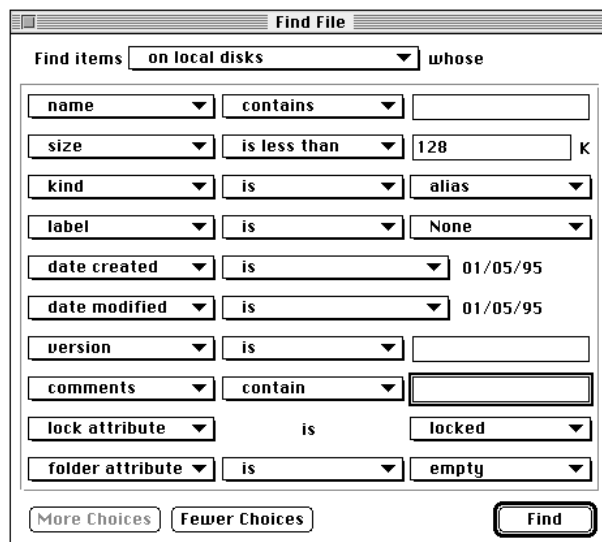 Find File
Find items on local disks whose
name contains
size is less than 128 K
kind is alias
label is None
date created is 01/05/95
date modified is 01/05/95
version is
comments contain
lock attribute is locked
folder attribute is empty
More Choices Fewer Choices Find